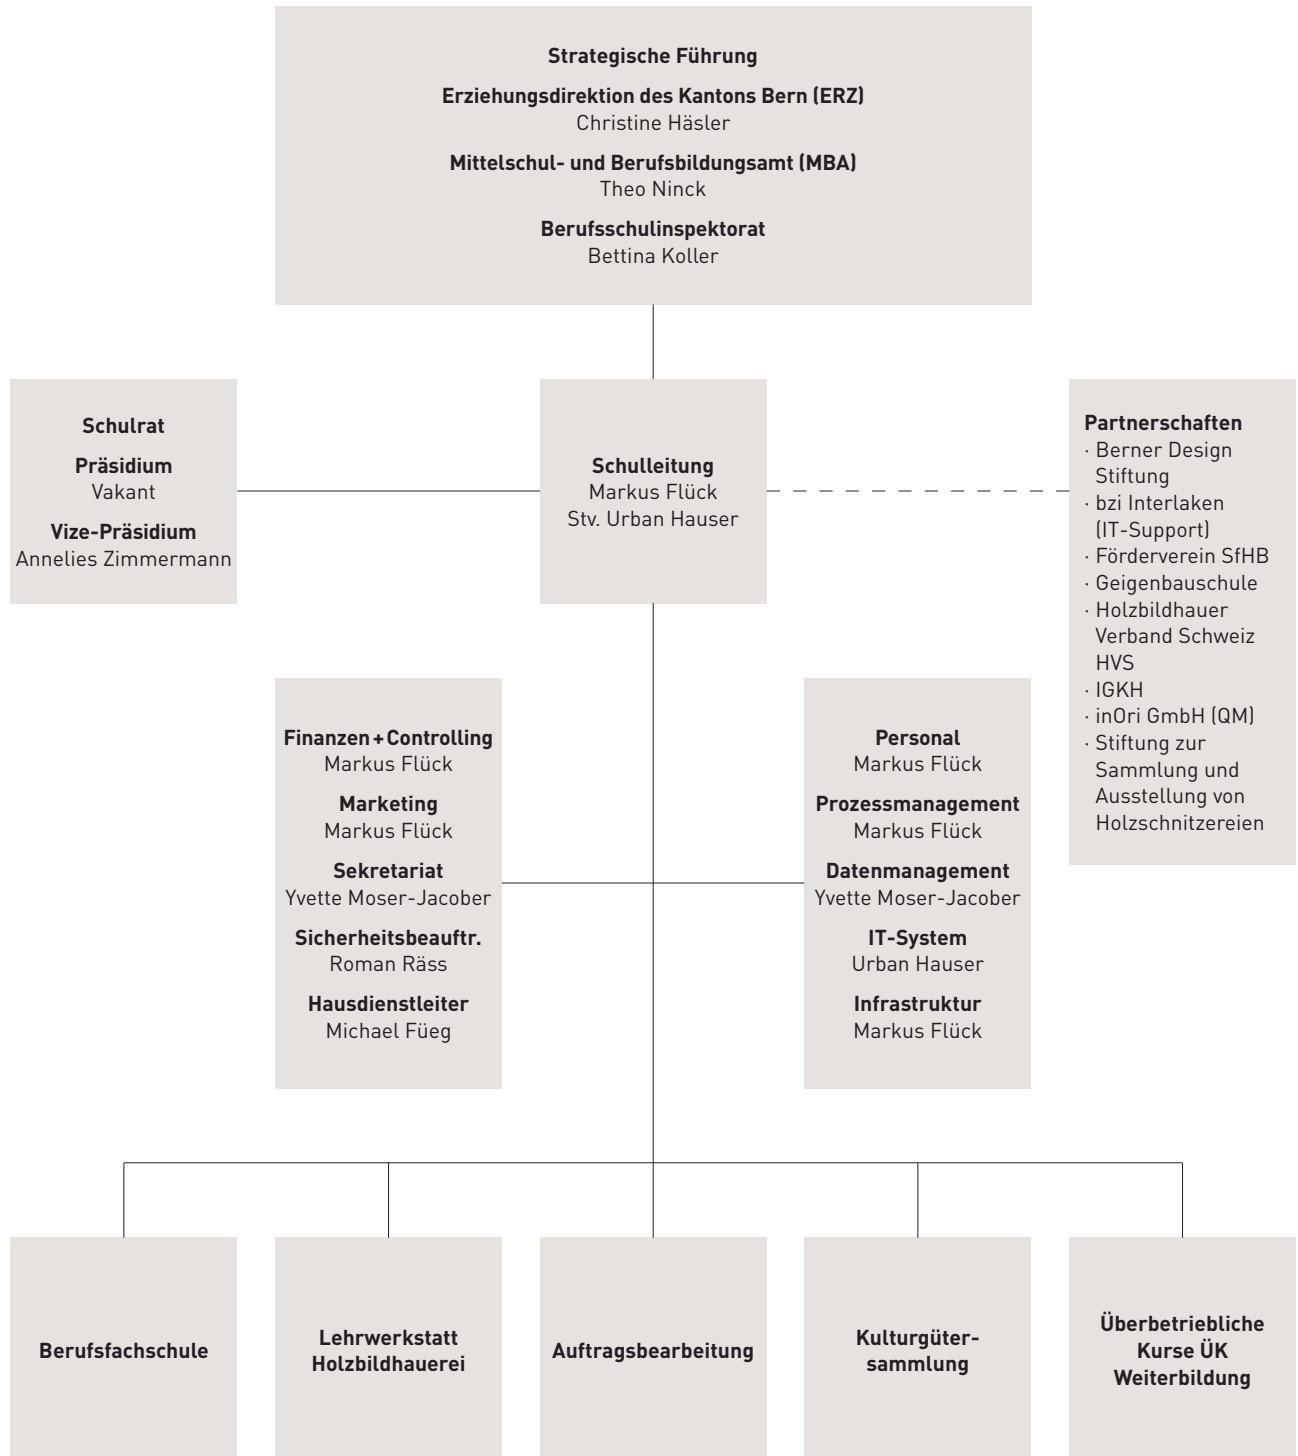 Strategische Führung
Erziehungsdirektion des Kantons Bern (ERZ)
Christine Häsler
Mittelschul- und Berufsbildungsamt (MBA)
Theo Ninck
Berufsschulinspektorat
Bettina Koller
Schulrat
Präsidium
Vakant
Vize-Präsidium
Annelies Zimmermann
Schulleitung
Markus Flück
Stv. Urban Hauser
Partnerschaften
· Berner Design
Stiftung
· bzi Interlaken
(IT-Support)
· Förderverein SfHB
· Geigenbauschule
· Holzbildhauer
Verband Schweiz
HVS
· IGKH
· inOri GmbH (QM)
· Stiftung zur
Sammlung und
Ausstellung von
Holzschnitzereien
Finanzen + Controlling
Markus Flück
Marketing
Markus Flück
Sekretariat
Yvette Moser-Jacober
Sicherheitsbeauftr.
Roman Räss
Hausdienstleiter
Michael Füeg
Personal
Markus Flück
Prozessmanagement
Markus Flück
Datenmanagement
Yvette Moser-Jacober
IT-System
Urban Hauser
Infrastruktur
Markus Flück
Berufsfachschule
Lehrwerkstatt
Holzbildhauerei
Auftragsbearbeitung
Kulturgüter-
sammlung
Überbetriebliche
Kurse ÜK
Weiterbildung